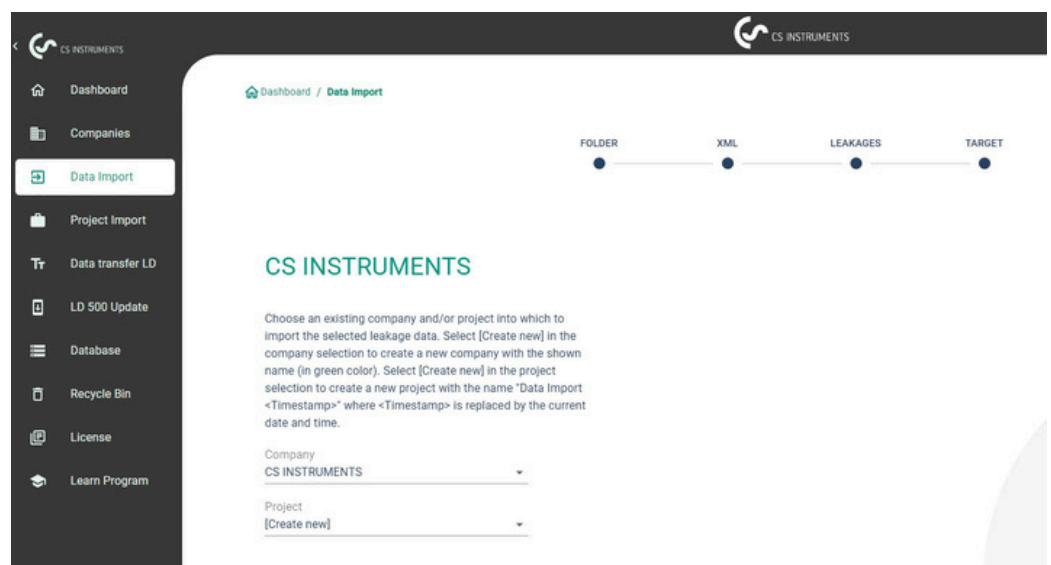 CS INSTRUMENTS
CS INSTRUMENTS
Dashboard
Companies
Data Import
Project Import
Data transfer LD
LD 500 Update
Database
Recycle Bin
License
Learn Program
Dashboard / Data Import
FOLDER XML LEAKAGES TARGET
CS INSTRUMENTS
Choose an existing company and/or project into which to
import the selected leakage data. Select [Create new] in the
company selection to create a new company with the shown
name (in green color). Select [Create new] in the project
selection to create a new project with the name "Data Import
<Timestamp>" where <Timestamp> is replaced by the current
date and time.
Company
CS INSTRUMENTS
Project
[Create new]